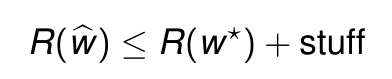 R(ŵ) ≤ R(w⋆) + stuff